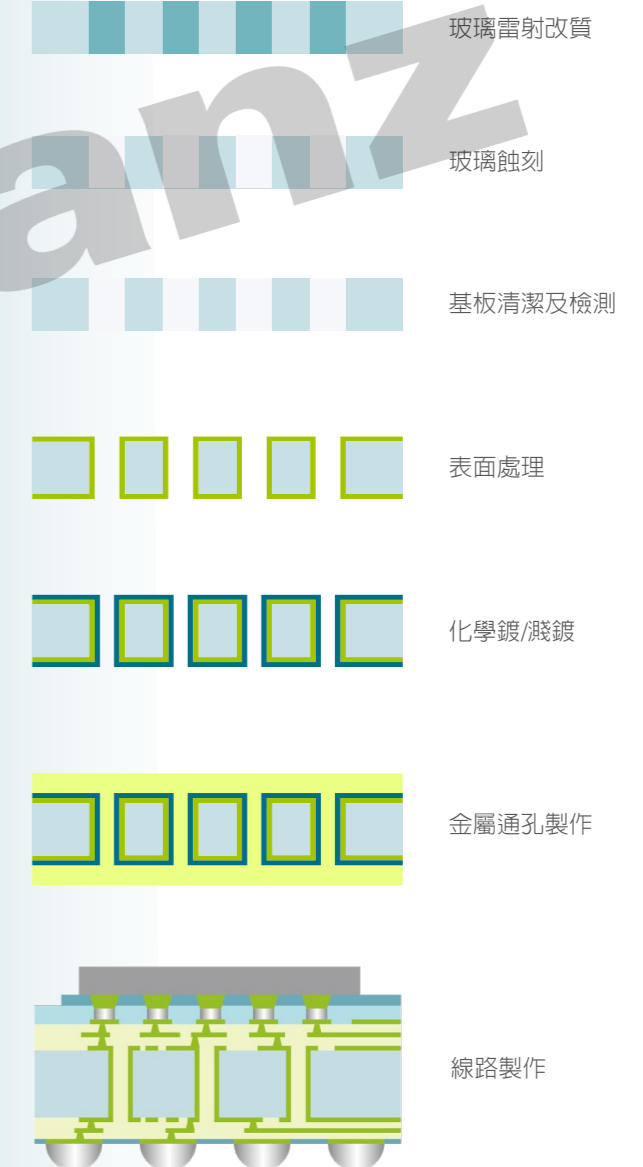 anz
玻璃雷射改質
玻璃蝕刻
基板清潔及檢測
表面處理
化學鍍/濺鍍
金屬通孔製作
線路製作